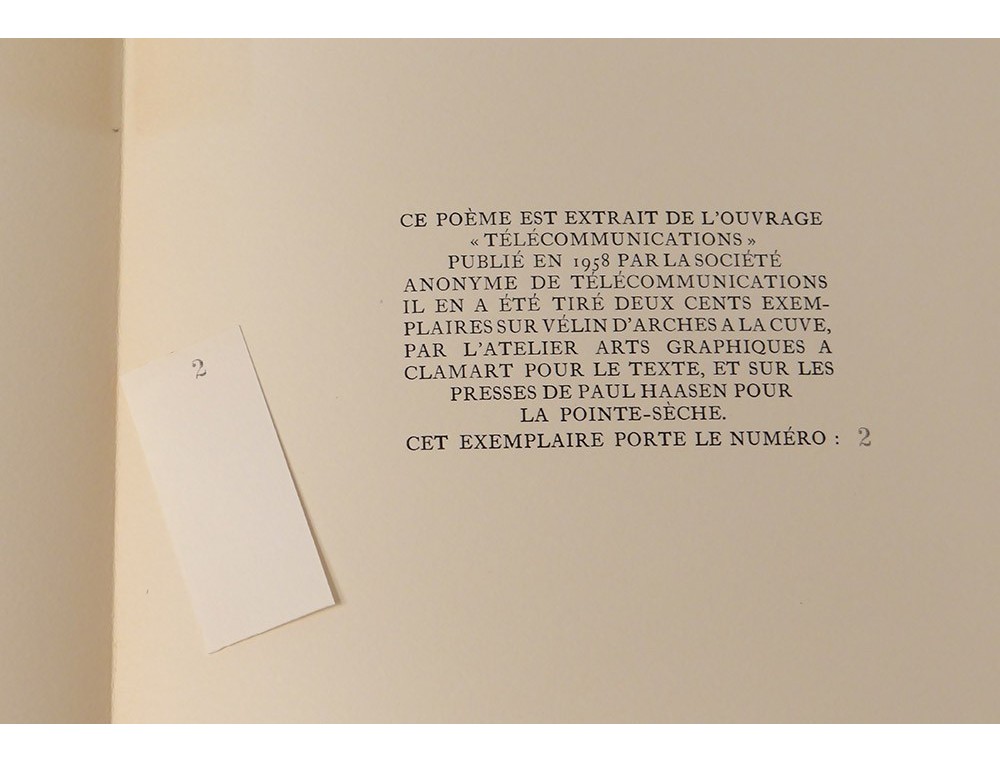 CE POÈME EST EXTRAIT DE L'OUVRAGE
« TÉLÉCOMMUNICATIONS »
PUBLIÉ EN 1958 PAR LA SOCIÉTÉ
ANONYME DE TÉLÉCOMMUNICATIONS
IL EN A ÉTÉ TIRÉ DEUX CENTS EXEM-
PLAIRES SUR VÉLIN D'ARCHES A LA CUVE,
PAR L'ATELIER ARTS GRAPHIQUES A
CLAMART POUR LE TEXTE, ET SUR LES
PRESSES DE PAUL HAASEN POUR
LA POINTE-SÈCHE.
CET EXEMPLAIRE PORTE LE NUMÉRO : 2
2